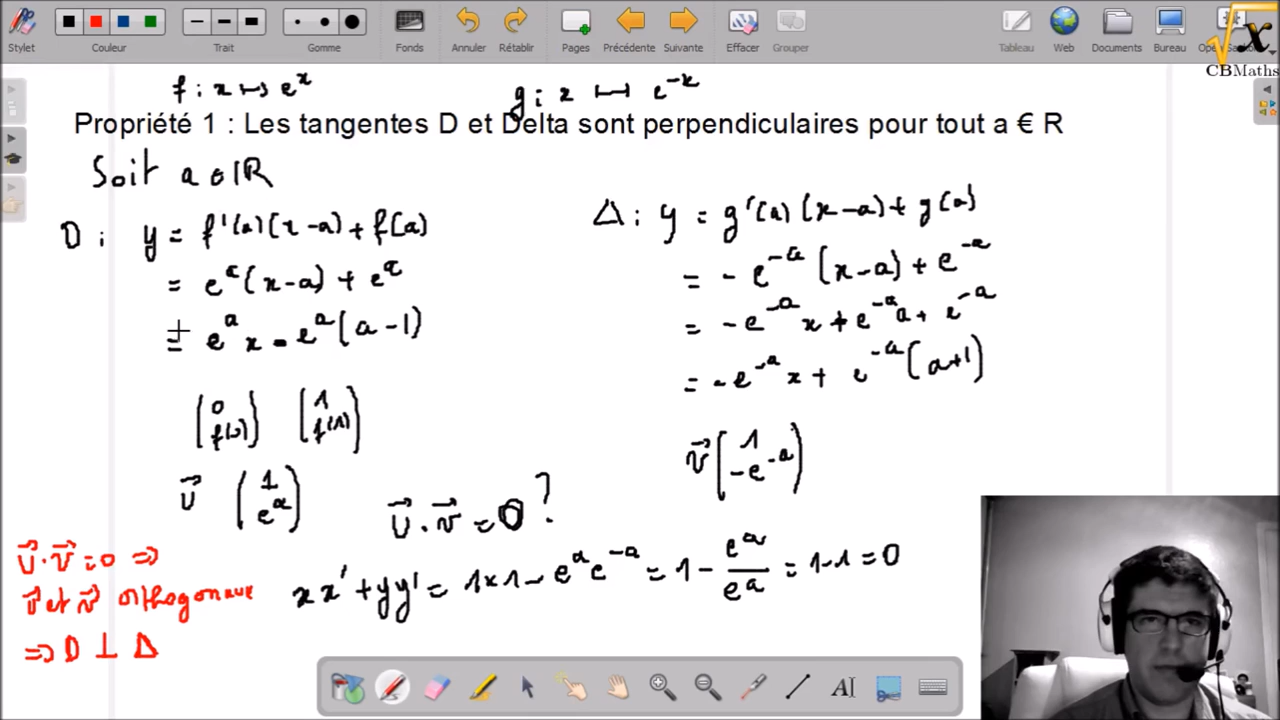 Stylet Couleur Trait Gomme Fonds Annuler Rétablir Pages Précédente Suivante Effacer Grouper Tableau Web Documents Bureau
CBMaths
f : x ↦ e^x
g : x ↦ e^{-x}
Propriété 1 : Les tangentes D et Delta sont perpendiculaires pour tout a € R
Soit a ∈ ℝ
D : y = f'(a)(x-a) + f(a)
= e^a(x-a) + e^a
= e^a x - e^a(a-1)
(0 f(0)) (1 f(1))
u⃗ (1 e^a)
Δ : y = g'(a)(x-a) + g(a)
= -e^{-a}(x-a) + e^{-a}
= -e^{-a}x + e^{-a}a + e^{-a}
= -e^{-a}x + e^{-a}(a+1)
v⃗ (1 -e^{-a})
u⃗ . v⃗ = 0 ?
xx' + yy' = 1×1 - e^a e^{-a} = 1 - e^a/e^a = 1-1 = 0
u⃗ . v⃗ = 0 ⇒
u⃗ et v⃗ orthogonaux
⇒ D ⊥ Δ
AI